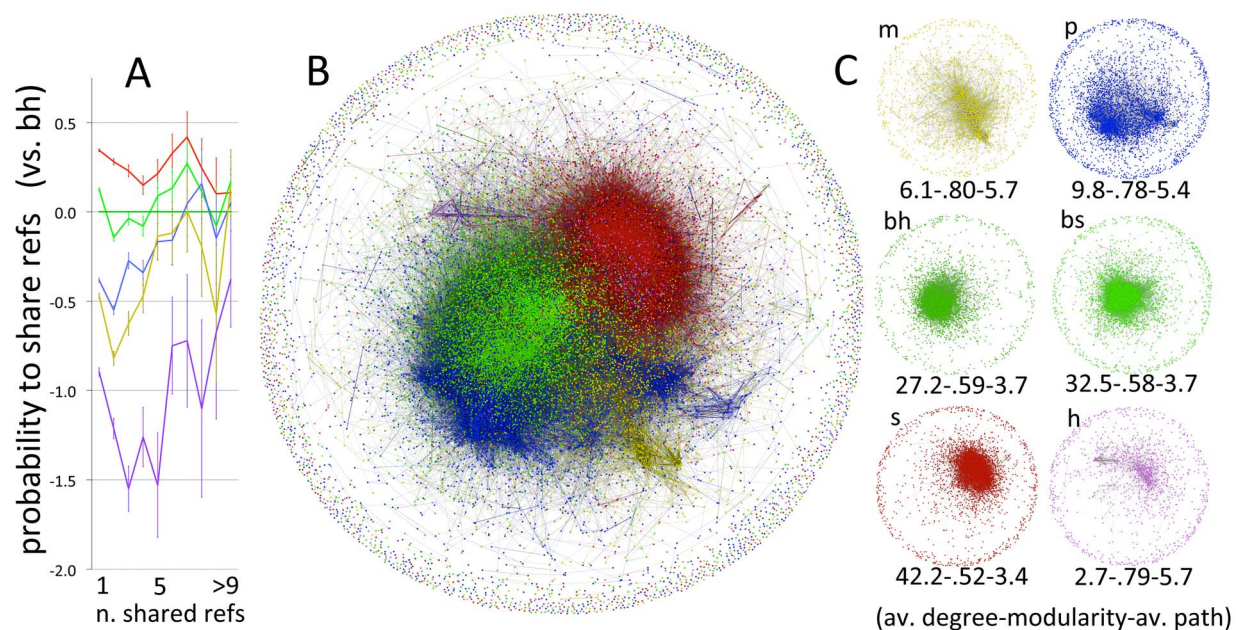 A
probability to share refs (vs. bh)
0.5
0.0
-0.5
-1.0
-1.5
-2.0
1 5 >9
n. shared refs
B
C
m
6.1-.80-5.7
p
9.8-.78-5.4
bh
27.2-.59-3.7
bs
32.5-.58-3.7
s
42.2-.52-3.4
h
2.7-.79-5.7
(av. degree-modularity-av. path)